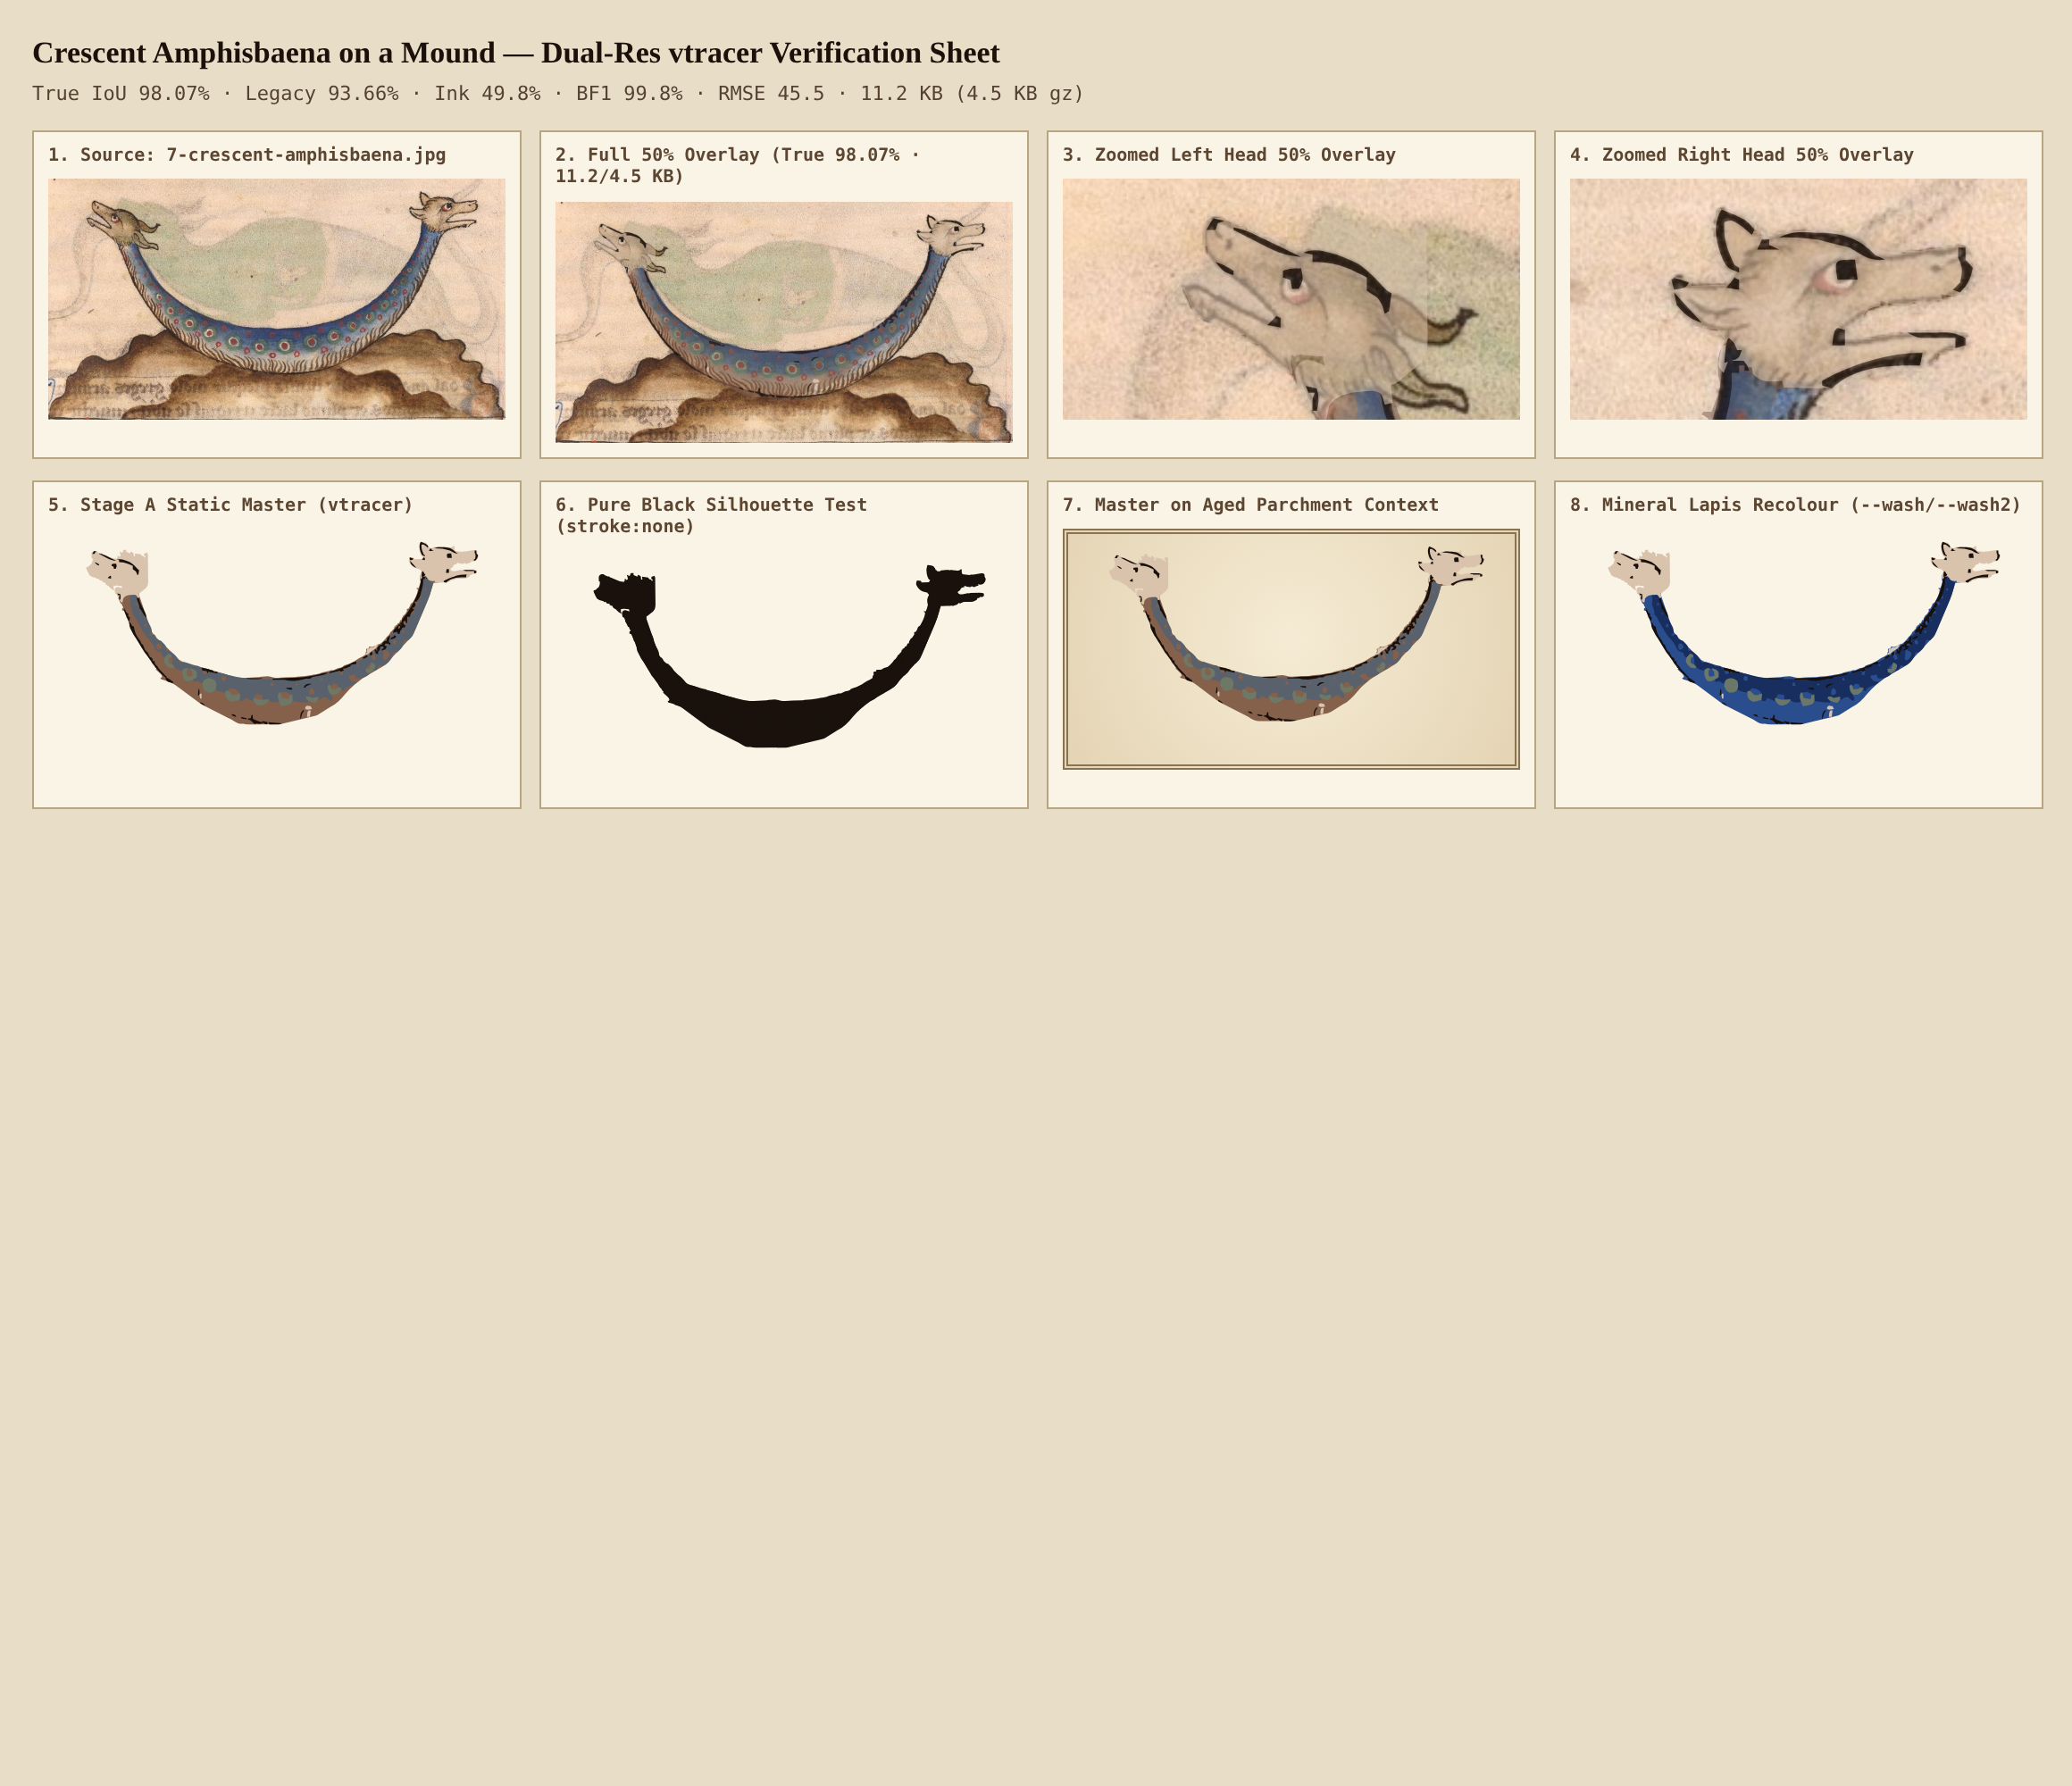 Crescent Amphisbaena on a Mound — Dual-Res vtracer Verification Sheet
True IoU 98.07% · Legacy 93.66% · Ink 49.8% · BF1 99.8% · RMSE 45.5 · 11.2 KB (4.5 KB gz)
1. Source: 7-crescent-amphisbaena.jpg
2. Full 50% Overlay (True 98.07% ·
11.2/4.5 KB)
3. Zoomed Left Head 50% Overlay
4. Zoomed Right Head 50% Overlay
5. Stage A Static Master (vtracer)
6. Pure Black Silhouette Test
(stroke:none)
7. Master on Aged Parchment Context
8. Mineral Lapis Recolour (--wash/--wash2)